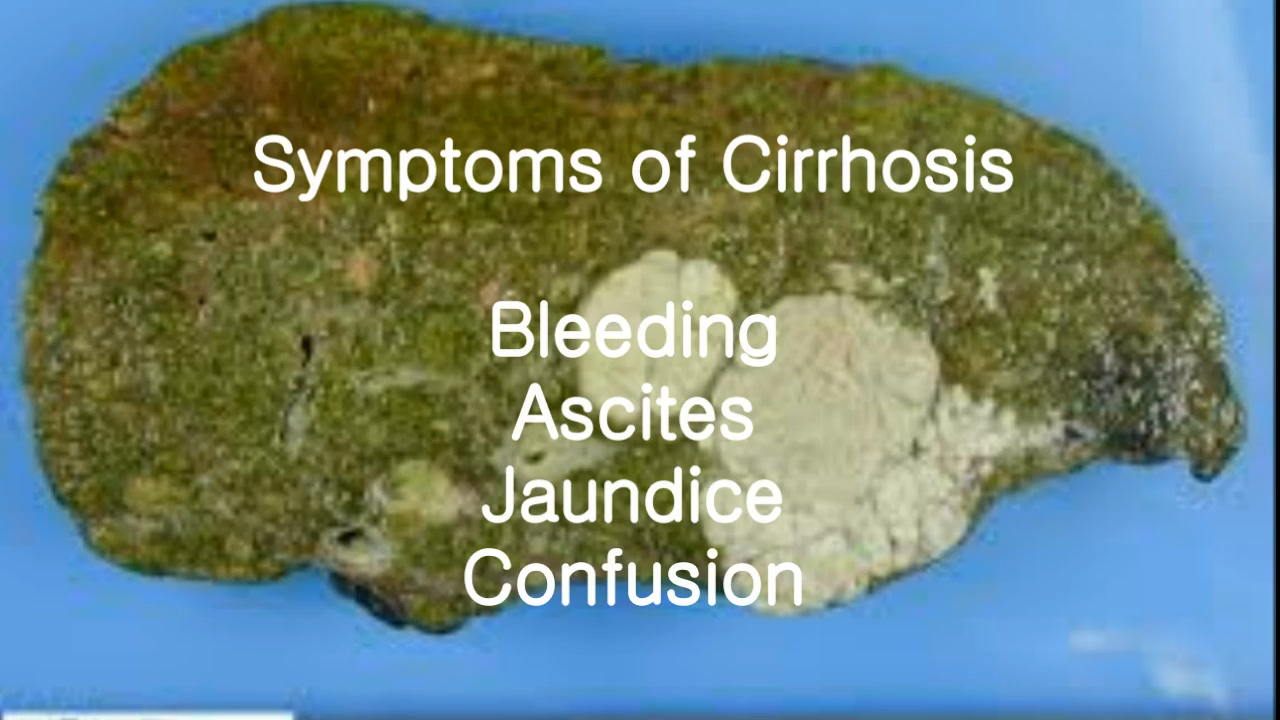 Symptoms of Cirrhosis
Bleeding
Ascites
Jaundice
Confusion